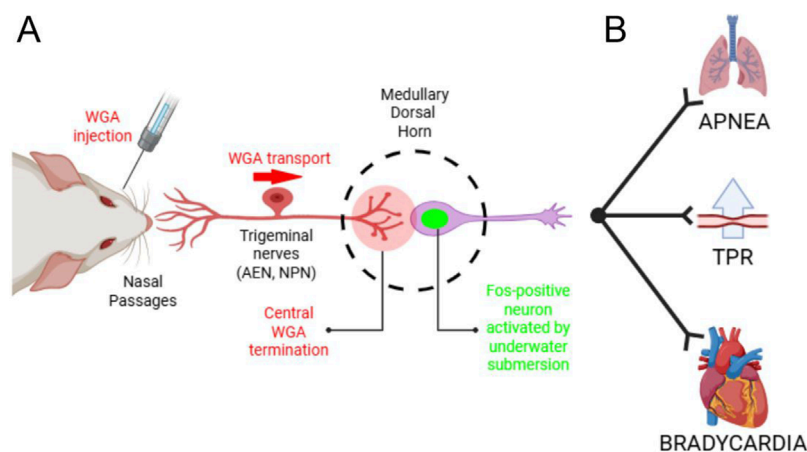 A
B
WGA
injection
WGA transport
Medullary
Dorsal
Horn
Nasal
Passages
Trigeminal
nerves
(AEN, NPN)
Central
WGA
termination
Fos-positive
neuron
activated by
underwater
submersion
APNEA
TPR
BRADYCARDIA